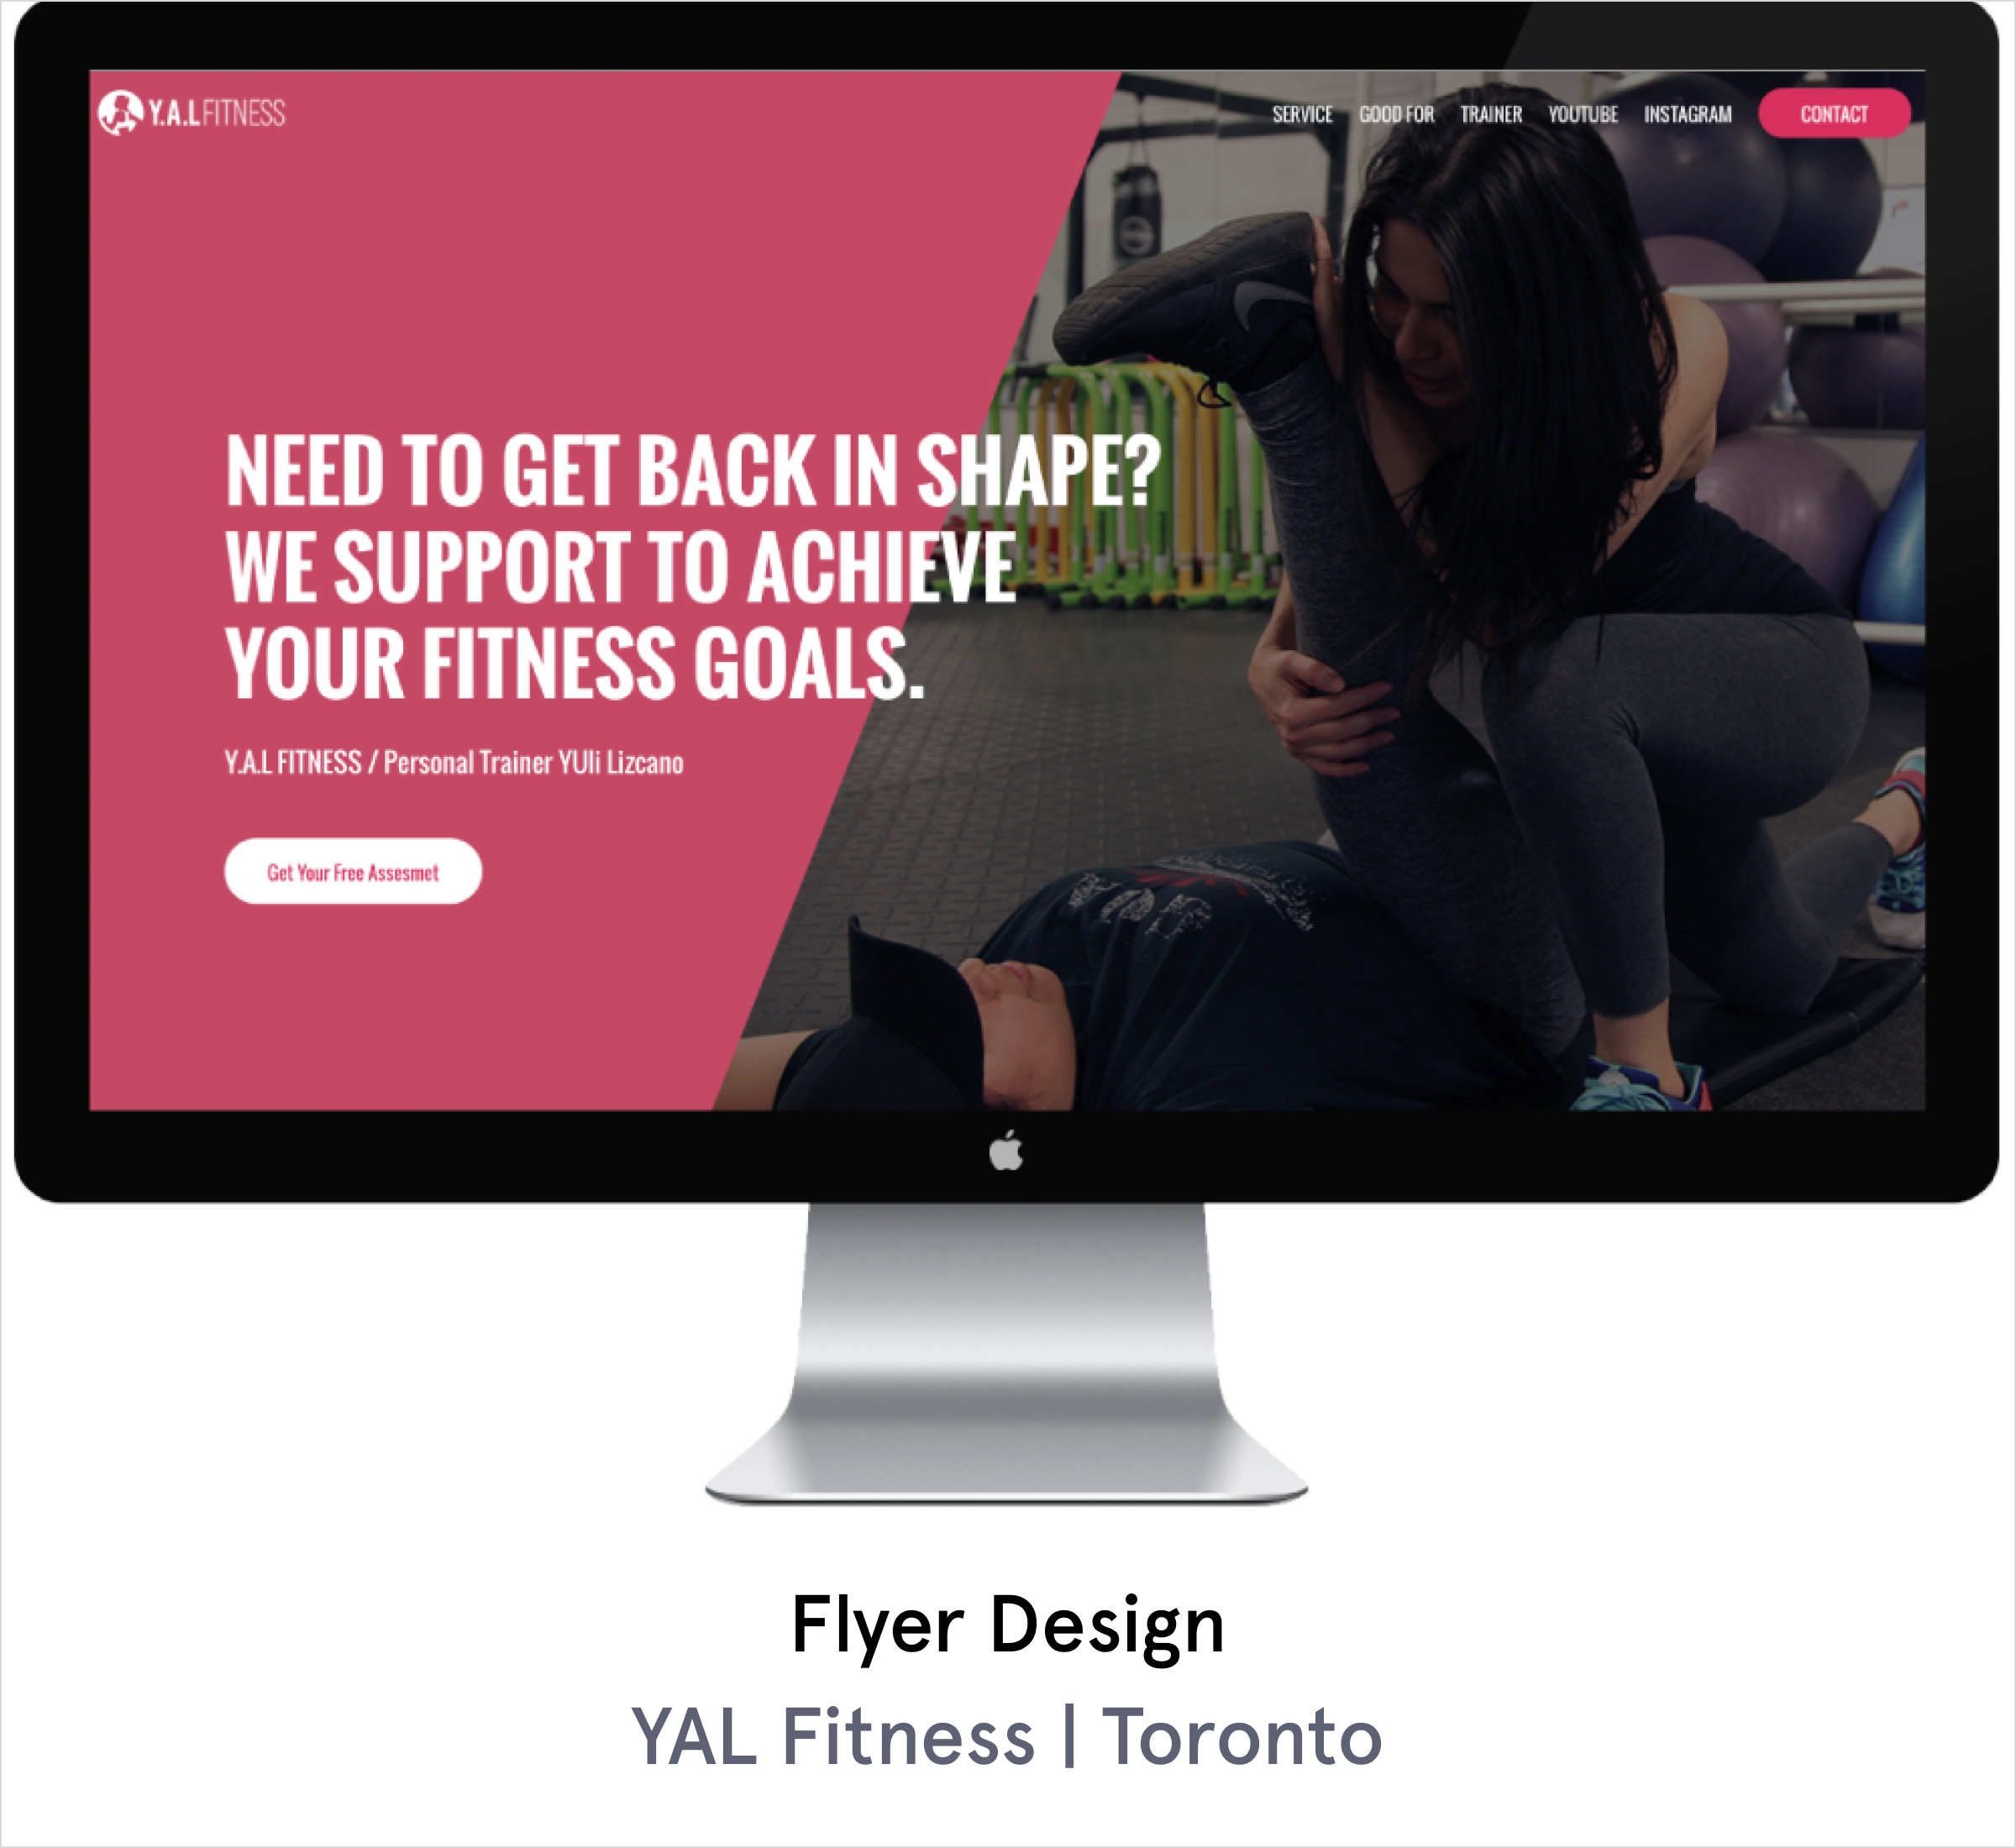 Y.A.L FITNESS
SERVICE GOOD FOR TRAINER YOUTUBE INSTAGRAM CONTACT
NEED TO GET BACK IN SHAPE?
WE SUPPORT TO ACHIEVE
YOUR FITNESS GOALS.
Y.A.L FITNESS / Personal Trainer YUli Lizcano
Get Your Free Assesmet
Flyer Design
YAL Fitness | Toronto